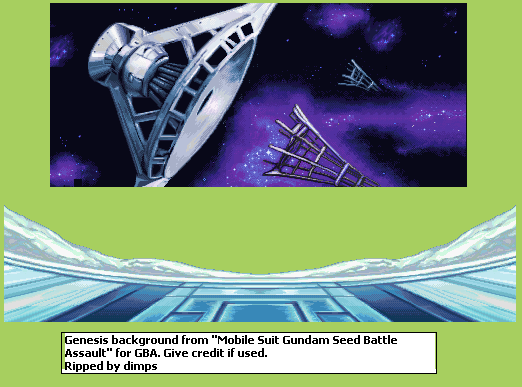 Genesis background from "Mobile Suit Gundam Seed Battle
Assault" for GBA. Give credit if used.
Ripped by dimps